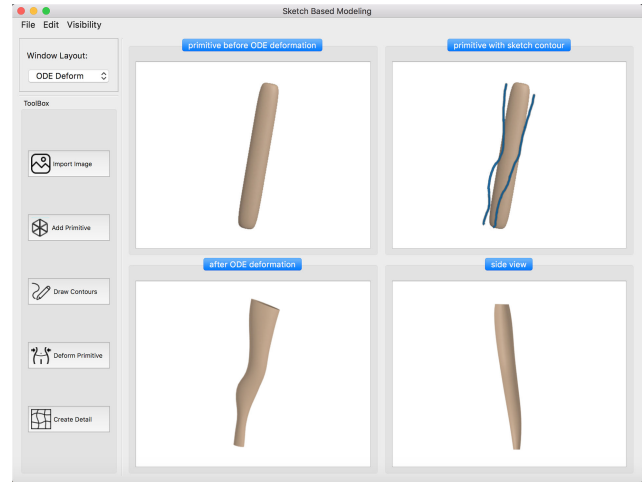 Sketch Based Modeling
File Edit Visibility
Window Layout:
ODE Deform
ToolBox
Import Image
Add Primitive
Draw Contours
Deform Primitive
Create Detail
primitive before ODE deformation
primitive with sketch contour
after ODE deformation
side view